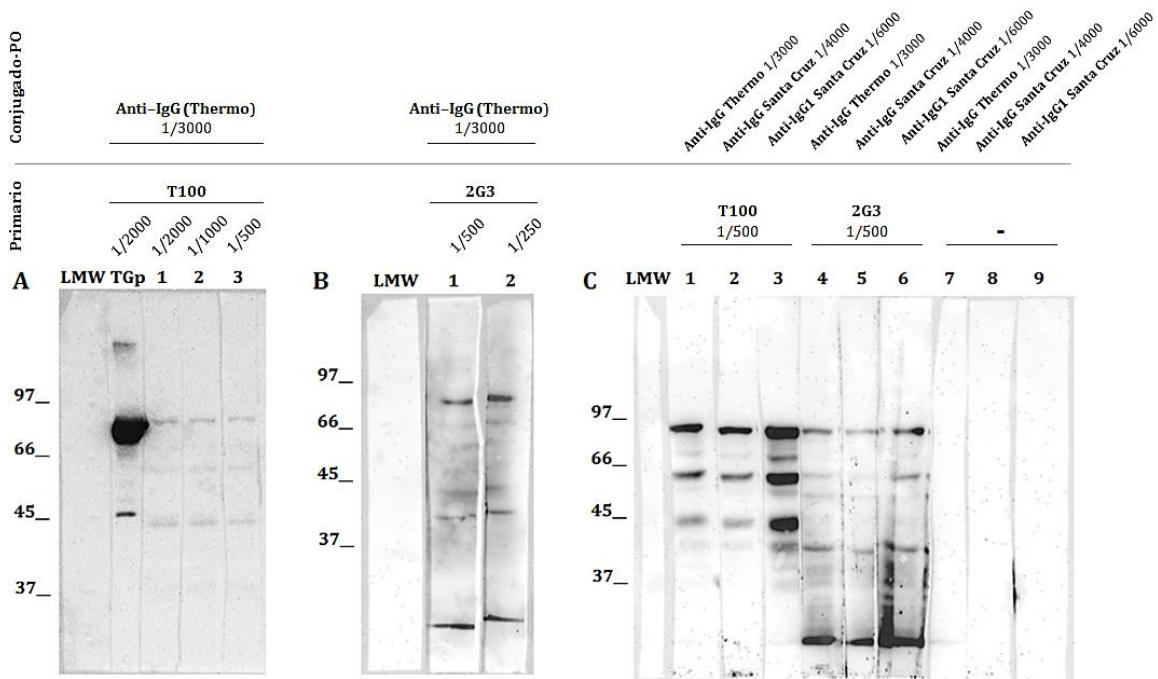 Conjugado-PO
Anti-IgG (Thermo)
1/3000
Anti-IgG (Thermo)
1/3000
Anti-IgG Thermo 1/3000
Anti-IgG Santa Cruz 1/4000
Anti-IgG1 Santa Cruz 1/6000
Anti-IgG Thermo 1/3000
Anti-IgG Santa Cruz 1/4000
Anti-IgG1 Santa Cruz 1/6000
Anti-IgG Thermo 1/3000
Anti-IgG Santa Cruz 1/4000
Anti-IgG1 Santa Cruz 1/6000
Primario
T100
1/2000
1/2000
1/1000
1/500
2G3
1/500
1/250
T100
1/500
2G3
1/500
-
A
LMW TGp 1 2 3
97
66
45
37
B
LMW 1 2
97
66
45
37
C
LMW 1 2 3 4 5 6 7 8 9
97
66
45
37